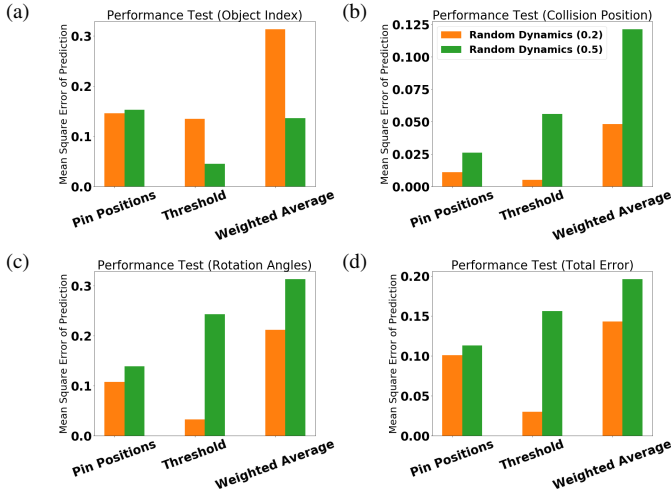 (a)
Performance Test (Object Index)
Mean Square Error of Prediction
0.3
0.2
0.1
0.0
Pin Positions
Threshold
Weighted Average
(b)
Performance Test (Collision Position)
Mean Square Error of Prediction
0.125
0.100
0.075
0.050
0.025
0.000
Random Dynamics (0.2)
Random Dynamics (0.5)
Pin Positions
Threshold
Weighted Average
(c)
Performance Test (Rotation Angles)
Mean Square Error of Prediction
0.3
0.2
0.1
0.0
Pin Positions
Threshold
Weighted Average
(d)
Performance Test (Total Error)
Mean Square Error of Prediction
0.20
0.15
0.10
0.05
0.00
Pin Positions
Threshold
Weighted Average